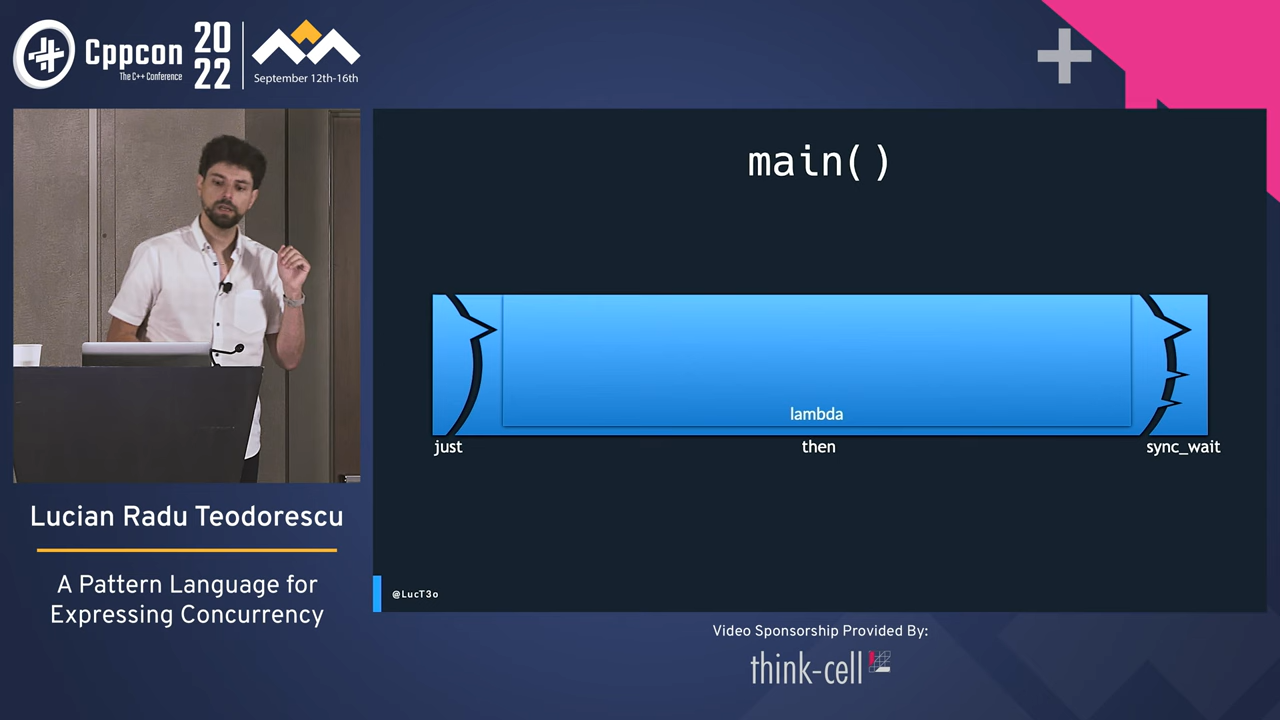 Cppcon
The C++ Conference
20
22
September 12th-16th
main()
lambda
just
then
sync_wait
@LucT3o
Lucian Radu Teodorescu
A Pattern Language for
Expressing Concurrency
Video Sponsorship Provided By:
think-cell